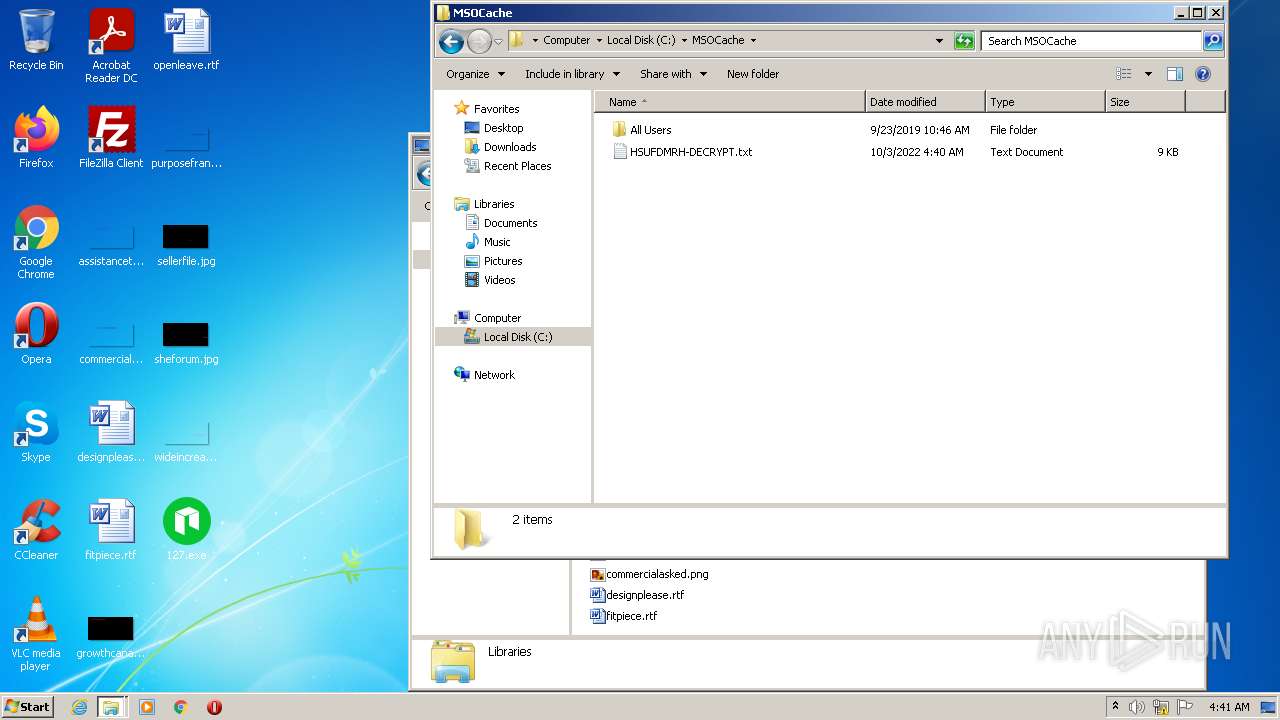 Recycle Bin
Acrobat
Reader DC
openleave.rtf
Firefox
FileZilla Client
purposefran...
Google
Chrome
assistancet...
sellerfile.jpg
Opera
commercial...
sheforum.jpg
Skype
designpleas...
wideincrea...
CCleaner
fitpiece.rtf
127.exe
VLC media
player
growthcana...
MSOCache
Computer
Local Disk (C:)
MSOCache
Search MSOCache
Organize
Include in library
Share with
New folder
Favorites
Desktop
Downloads
Recent Places
Libraries
Documents
Music
Pictures
Videos
Computer
Local Disk (C:)
Network
Name
Date modified
Type
Size
All Users
9/23/2019 10:46 AM
File folder
HSUFDMRH-DECRYPT.txt
10/3/2022 4:40 AM
Text Document
9 KB
2 items
commercialasked.png
designplease.rtf
fitpiece.rtf
Libraries
ANY RUN
Start
4:41 AM